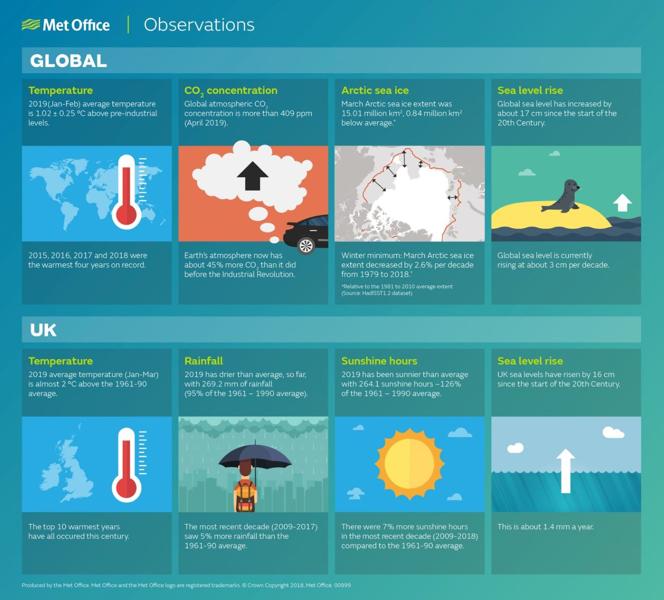 Met Office | Observations
GLOBAL
Temperature
2019(Jan-Feb) average temperature
is 1.02 ± 0.25 °C above pre-industrial
levels.
2015, 2016, 2017 and 2018 were
the warmest four years on record.
CO₂ concentration
Global atmospheric CO₂
concentration is more than 409 ppm
(April 2019).
Earth's atmosphere now has
about 45% more CO₂ than it did
before the Industrial Revolution.
Arctic sea ice
March Arctic sea ice extent was
15.01 million km², 0.84 million km²
below average.*
Winter minimum: March Arctic sea ice
extent decreased by 2.6% per decade
from 1979 to 2018.*
*Relative to the 1981 to 2010 average extent
(Source: HadISST1.2 dataset)
Sea level rise
Global sea level has increased by
about 17 cm since the start of the
20th Century.
Global sea level is currently
rising at about 3 cm per decade.
UK
Temperature
2019 average temperature (Jan-Mar)
is almost 2 °C above the 1961-90
average.
The top 10 warmest years
have all occured this century.
Rainfall
2019 has drier than average, so far,
with 269.2 mm of rainfall
(95% of the 1961 – 1990 average).
The most recent decade (2009-2017)
saw 5% more rainfall than the
1961-90 average.
Sunshine hours
2019 has been sunnier than average
with 264.1 sunshine hours ~126%
of the 1961 – 1990 average.
There were 7% more sunshine hours
in the most recent decade (2009-2018)
compared to the 1961-90 average.
Sea level rise
UK sea levels have risen by 16 cm
since the start of the 20th Century.
This is about 1.4 mm a year.
Produced by the Met Office. Met Office and the Met Office logo are registered trademarks. © Crown Copyright 2018, Met Office 00999